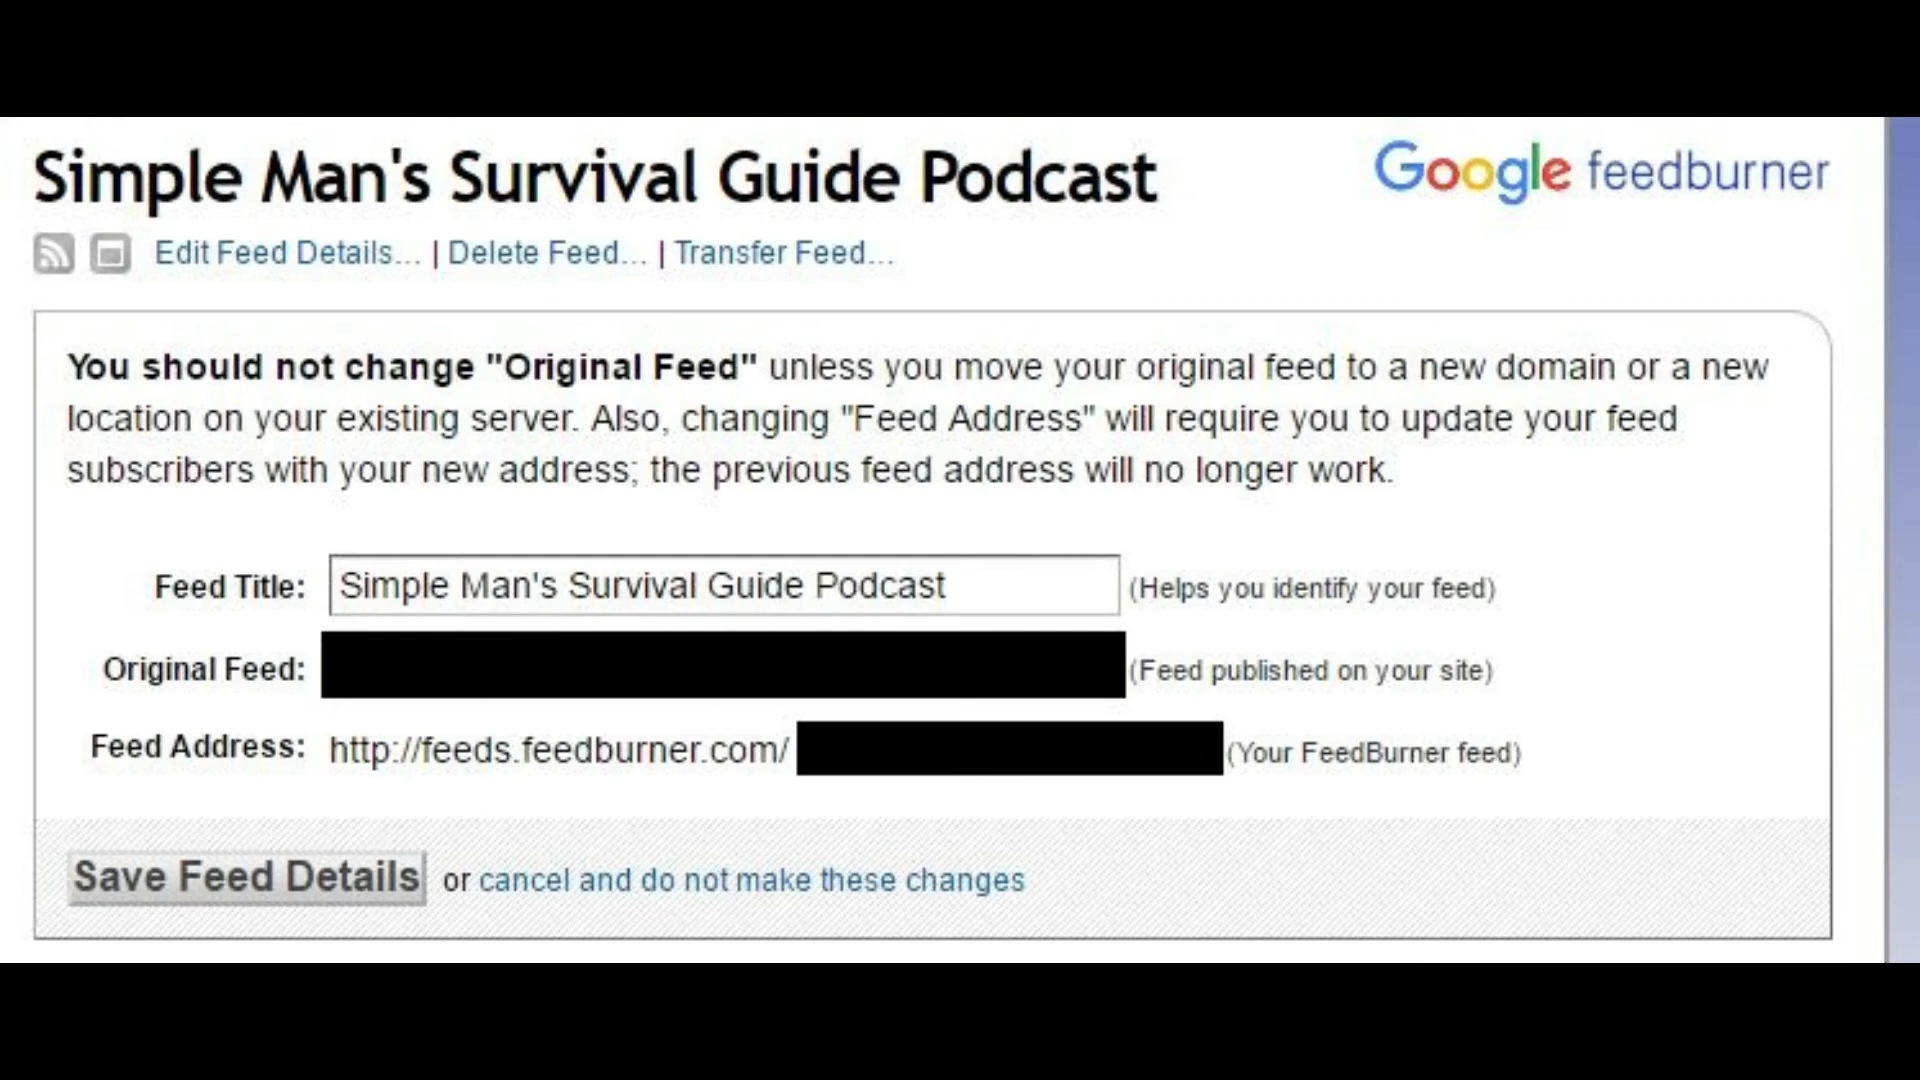 Simple Man's Survival Guide Podcast
Google feedburner
Edit Feed Details... | Delete Feed... | Transfer Feed...
You should not change "Original Feed" unless you move your original feed to a new domain or a new
location on your existing server. Also, changing "Feed Address" will require you to update your feed
subscribers with your new address; the previous feed address will no longer work.
Feed Title: Simple Man's Survival Guide Podcast (Helps you identify your feed)
Original Feed: (Feed published on your site)
Feed Address: http://feeds.feedburner.com/ (Your FeedBurner feed)
Save Feed Details or cancel and do not make these changes